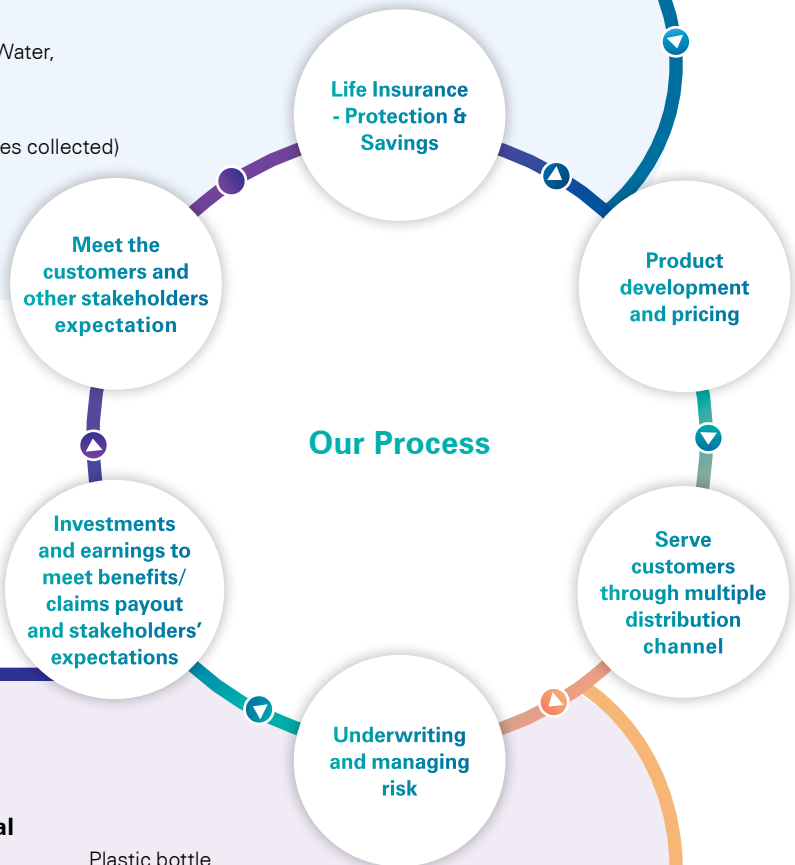 Water,
es collected)
Life Insurance
- Protection &
Savings
Meet the
customers and
other stakeholders
expectation
Product
development
and pricing
Our Process
Investments
and earnings to
meet benefits/
claims payout
and stakeholders’
expectations
Serve
customers
through multiple
distribution
channel
Underwriting
and managing
risk
al
Plastic bottle